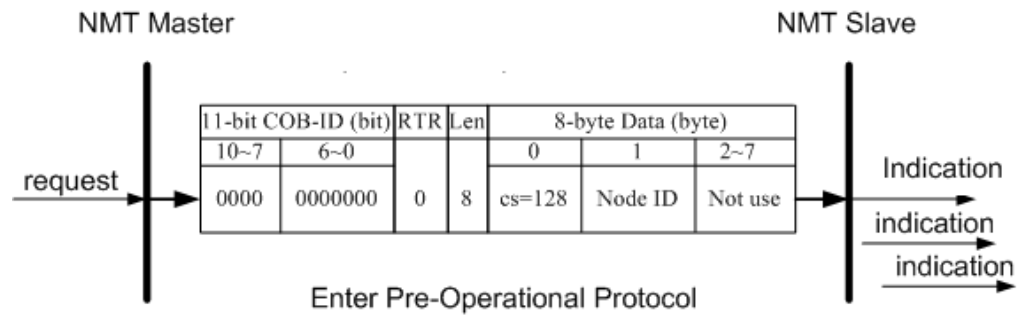 NMT Master
NMT Slave
11-bit COB-ID (bit) RTR Len 8-byte Data (byte)
10~7 6~0 0 1 2~7
request 0000 0000000 0 8 cs=128 Node ID Not use Indication
indication
indication
Enter Pre-Operational Protocol